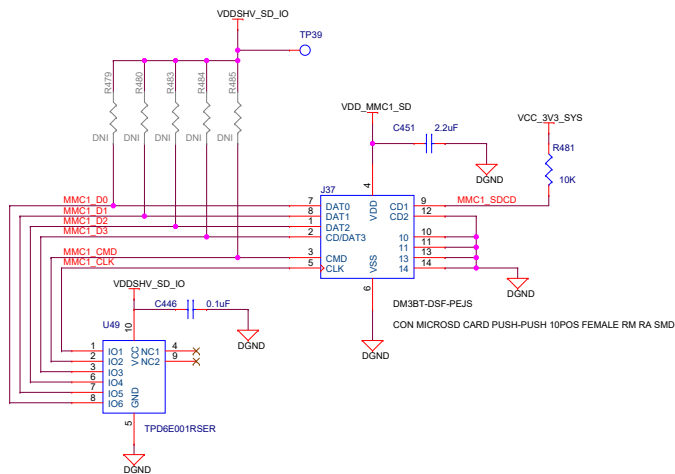 VDDSHV_SD_IO
TP39
R479
R480
R483
R484
R485
DNI
DNI
DNI
DNI
DNI
VDD_MMC1_SD
VCC_3V3_SYS
C451
2.2uF
R481
10K
DGND
J37
MMC1_D0
MMC1_D1
MMC1_D2
MMC1_D3
MMC1_CMD
MMC1_CLK
7
8
1
2
3
5
DAT0
DAT1
DAT2
CD/DAT3
CMD
CLK
4
VDD
VSS
6
CD1
CD2
10
11
13
14
9
12
10
11
13
14
MMC1_SDCD
DGND
DM3BT-DSF-PEJS
CON MICROSD CARD PUSH-PUSH 10POS FEMALE RM RA SMD
DGND
VDDSHV_SD_IO
C446
0.1uF
DGND
U49
10
VCC
1
2
3
6
7
8
IO1
IO2
IO3
IO4
IO5
IO6
NC1
NC2
4
9
GND
5
TPD6E001RSER
DGND